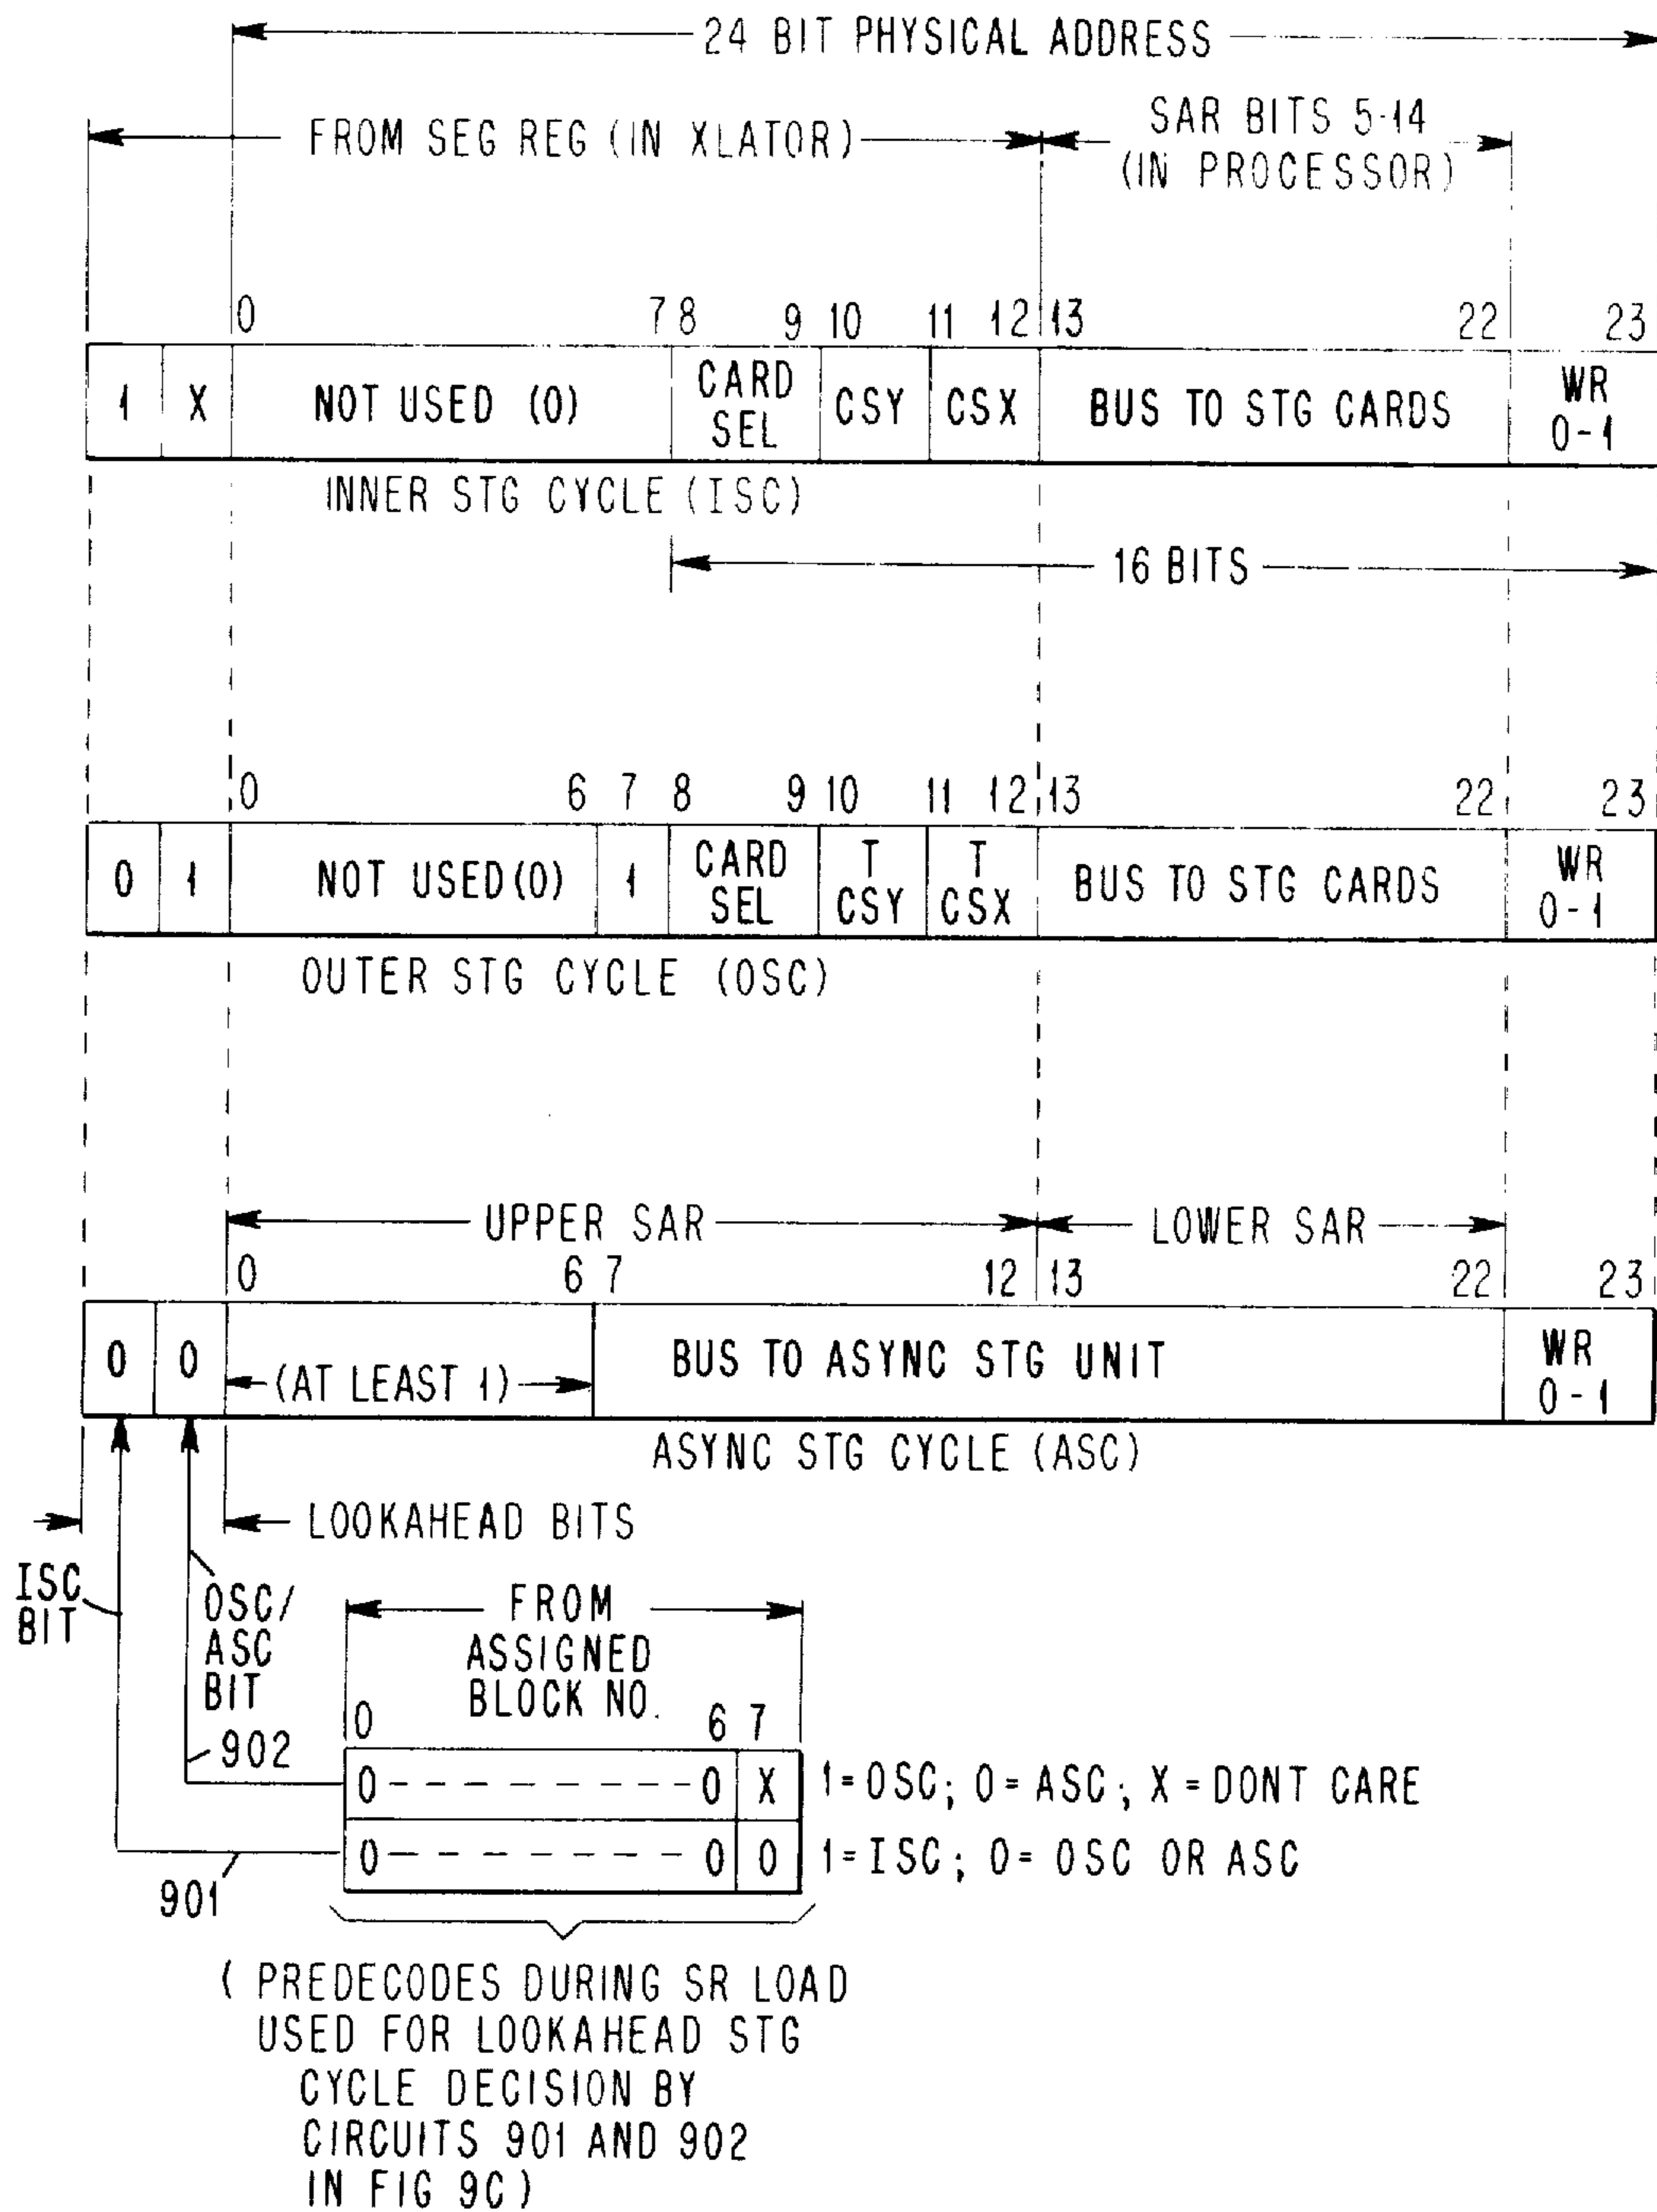 24 BIT PHYSICAL ADDRESS
FROM SEG REG (IN XLATOR)
SAR BITS 5-14
(IN PROCESSOR)
0 7 8 9 10 11 12 13 22 23
1 X NOT USED (0) CARD SEL CSY CSX BUS TO STG CARDS WR 0-1
INNER STG CYCLE (ISC)
16 BITS
0 6 7 8 9 10 11 12 13 22 23
0 1 NOT USED (0) 1 CARD SEL T CSY T CSX BUS TO STG CARDS WR 0-1
OUTER STG CYCLE (OSC)
UPPER SAR LOWER SAR
0 6 7 12 13 22 23
0 0 (AT LEAST 1) BUS TO ASYNC STG UNIT WR 0-1
ASYNC STG CYCLE (ASC)
LOOKAHEAD BITS
ISC
BIT
OSC/
ASC
BIT
902
FROM
ASSIGNED
BLOCK NO.
0 6 7
0 - - - - - - - - 0 X 1 = OSC; 0 = ASC; X = DONT CARE
0 - - - - - - - 0 0 1 = ISC; 0 = OSC OR ASC
901
( PREDECODES DURING SR LOAD
USED FOR LOOKAHEAD STG
CYCLE DECISION BY
CIRCUITS 901 AND 902
IN FIG 9C )